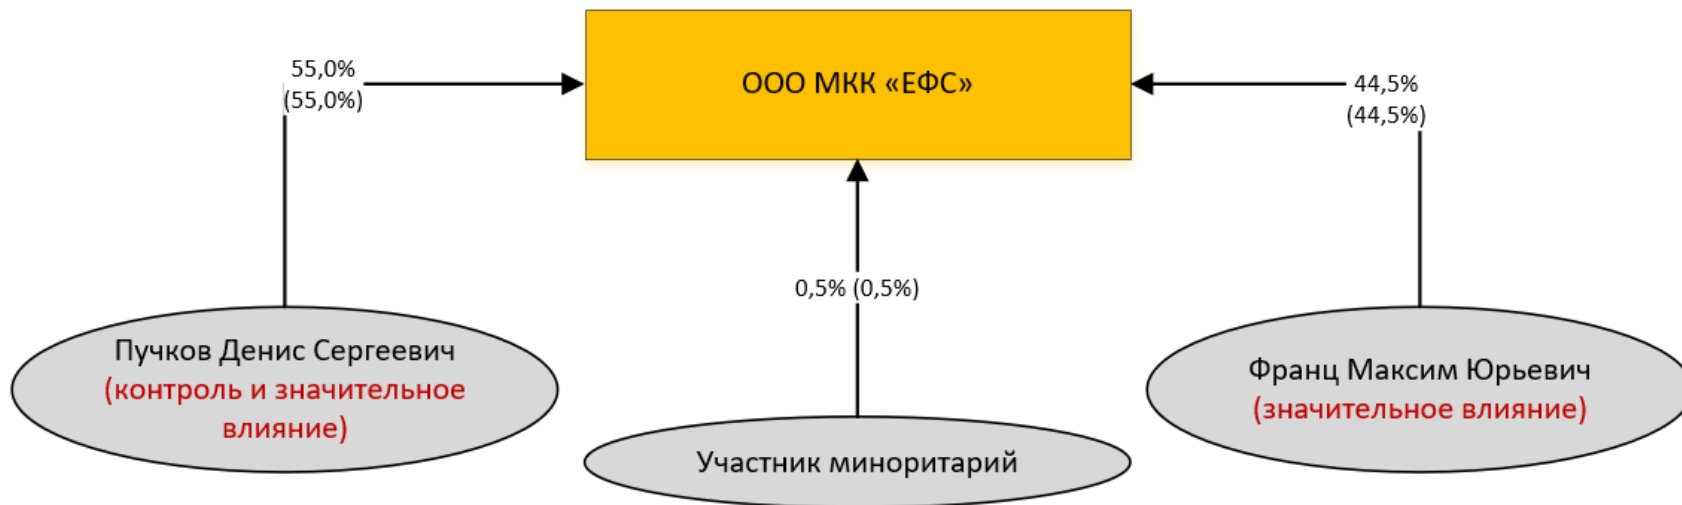 ООО МКК «ЕФС»
55,0%
(55,0%)
44,5%
(44,5%)
0,5% (0,5%)
Пучков Денис Сергеевич
(контроль и значительное
влияние)
Участник миноритарий
Франц Максим Юрьевич
(значительное влияние)